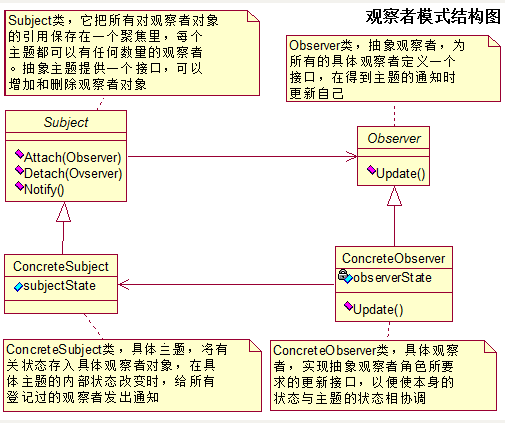 观察者模式结构图
Subject类，它把所有对观察者对象
的引用保存在一个聚集里，每个
主题都可以有任何数量的观察者
。抽象主题提供一个接口，可以
增加和删除观察者对象
Observer类，抽象观察者，为
所有的具体观察者定义一个
接口，在得到主题的通知时
更新自己
Subject
Attach(Observer)
Detach(Ovserver)
Notify()
Observer
Update()
ConcreteSubject
subjectState
ConcreteObserver
observerState
Update()
ConcreteSubject类，具体主题，将有
关状态存入具体观察者对象，在具
体主题的内部状态改变时，给所有
登记过的观察者发出通知
ConcreteObserver类，具体观察
者，实现抽象观察者角色所要
求的更新接口，以便使本身的
状态与主题的状态相协调